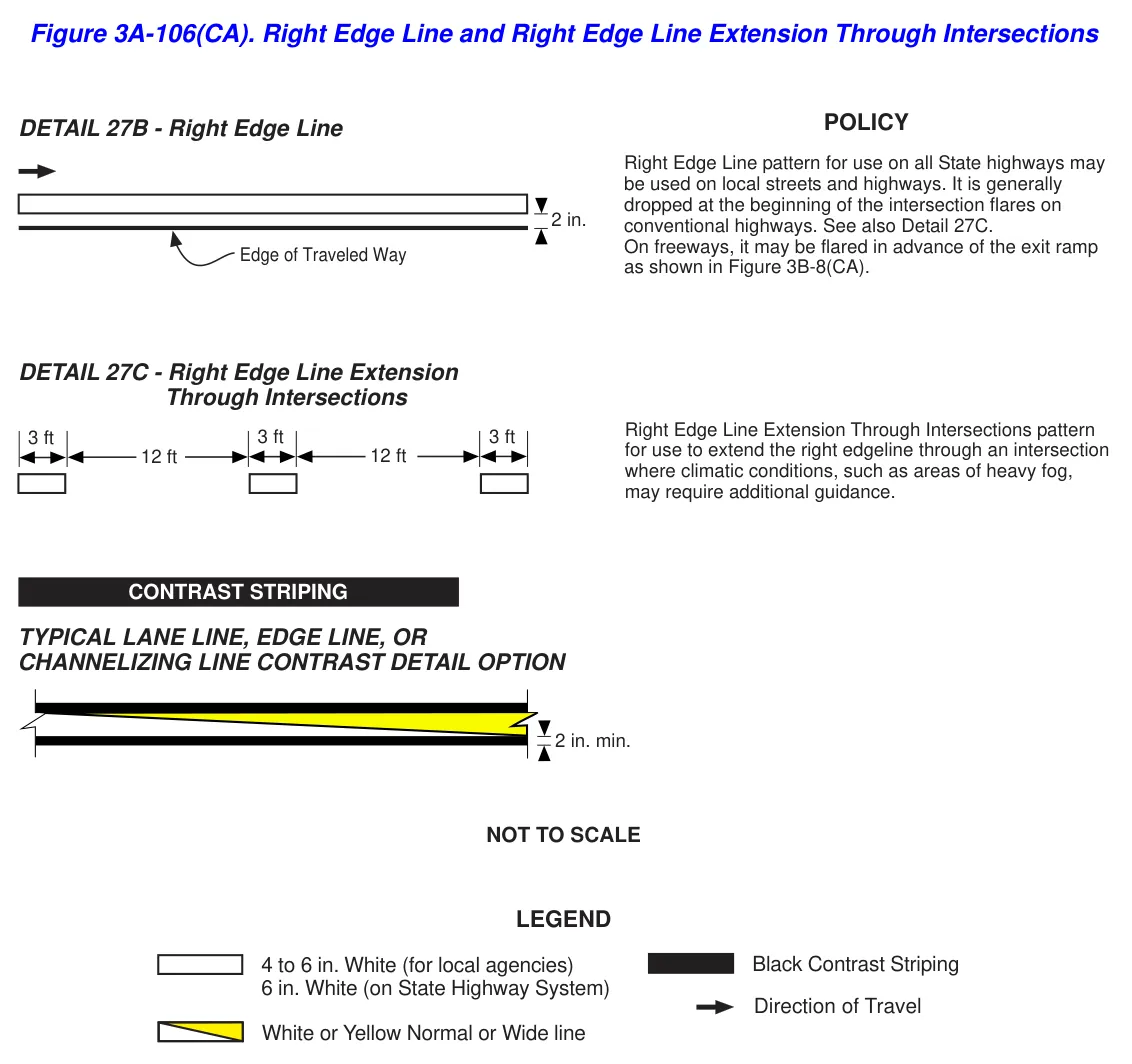 Figure 3A-106(CA). Right Edge Line and Right Edge Line Extension Through Intersections
DETAIL 27B - Right Edge Line
2 in.
Edge of Traveled Way
POLICY
Right Edge Line pattern for use on all State highways may
be used on local streets and highways. It is generally
dropped at the beginning of the intersection flares on
conventional highways. See also Detail 27C.
On freeways, it may be flared in advance of the exit ramp
as shown in Figure 3B-8(CA).
DETAIL 27C - Right Edge Line Extension
Through Intersections
3 ft
12 ft
3 ft
12 ft
3 ft
Right Edge Line Extension Through Intersections pattern
for use to extend the right edgeline through an intersection
where climatic conditions, such as areas of heavy fog,
may require additional guidance.
CONTRAST STRIPING
TYPICAL LANE LINE, EDGE LINE, OR
CHANNELIZING LINE CONTRAST DETAIL OPTION
2 in. min.
NOT TO SCALE
LEGEND
4 to 6 in. White (for local agencies)
6 in. White (on State Highway System)
White or Yellow Normal or Wide line
Black Contrast Striping
Direction of Travel